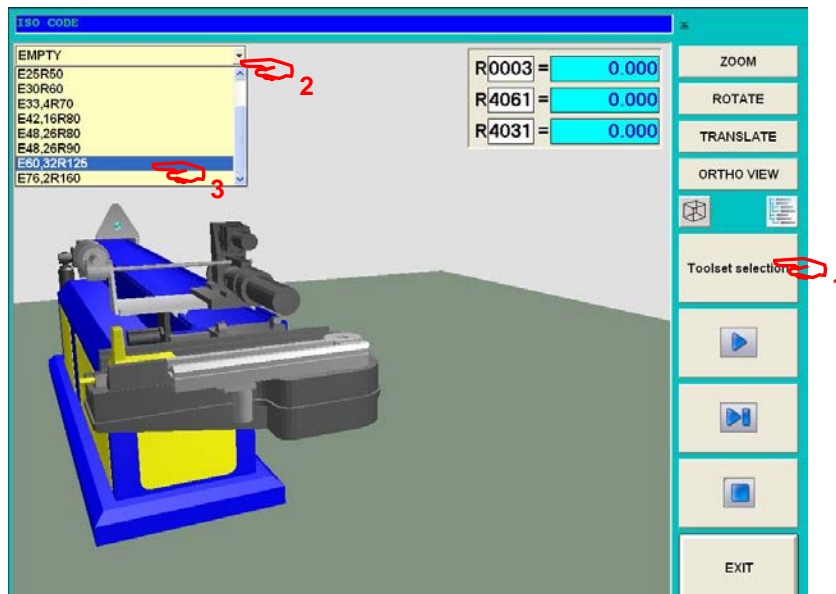 ISO CODE
EMPTY
2
E25R50
E30R60
E33,4R70
E42,16R80
E48,26R80
E48,26R90
E60,32R125
E76,2R160
3
R0003 = 0.000
R4061 = 0.000
R4031 = 0.000
ZOOM
ROTATE
TRANSLATE
ORTHO VIEW
Toolset selection
EXIT